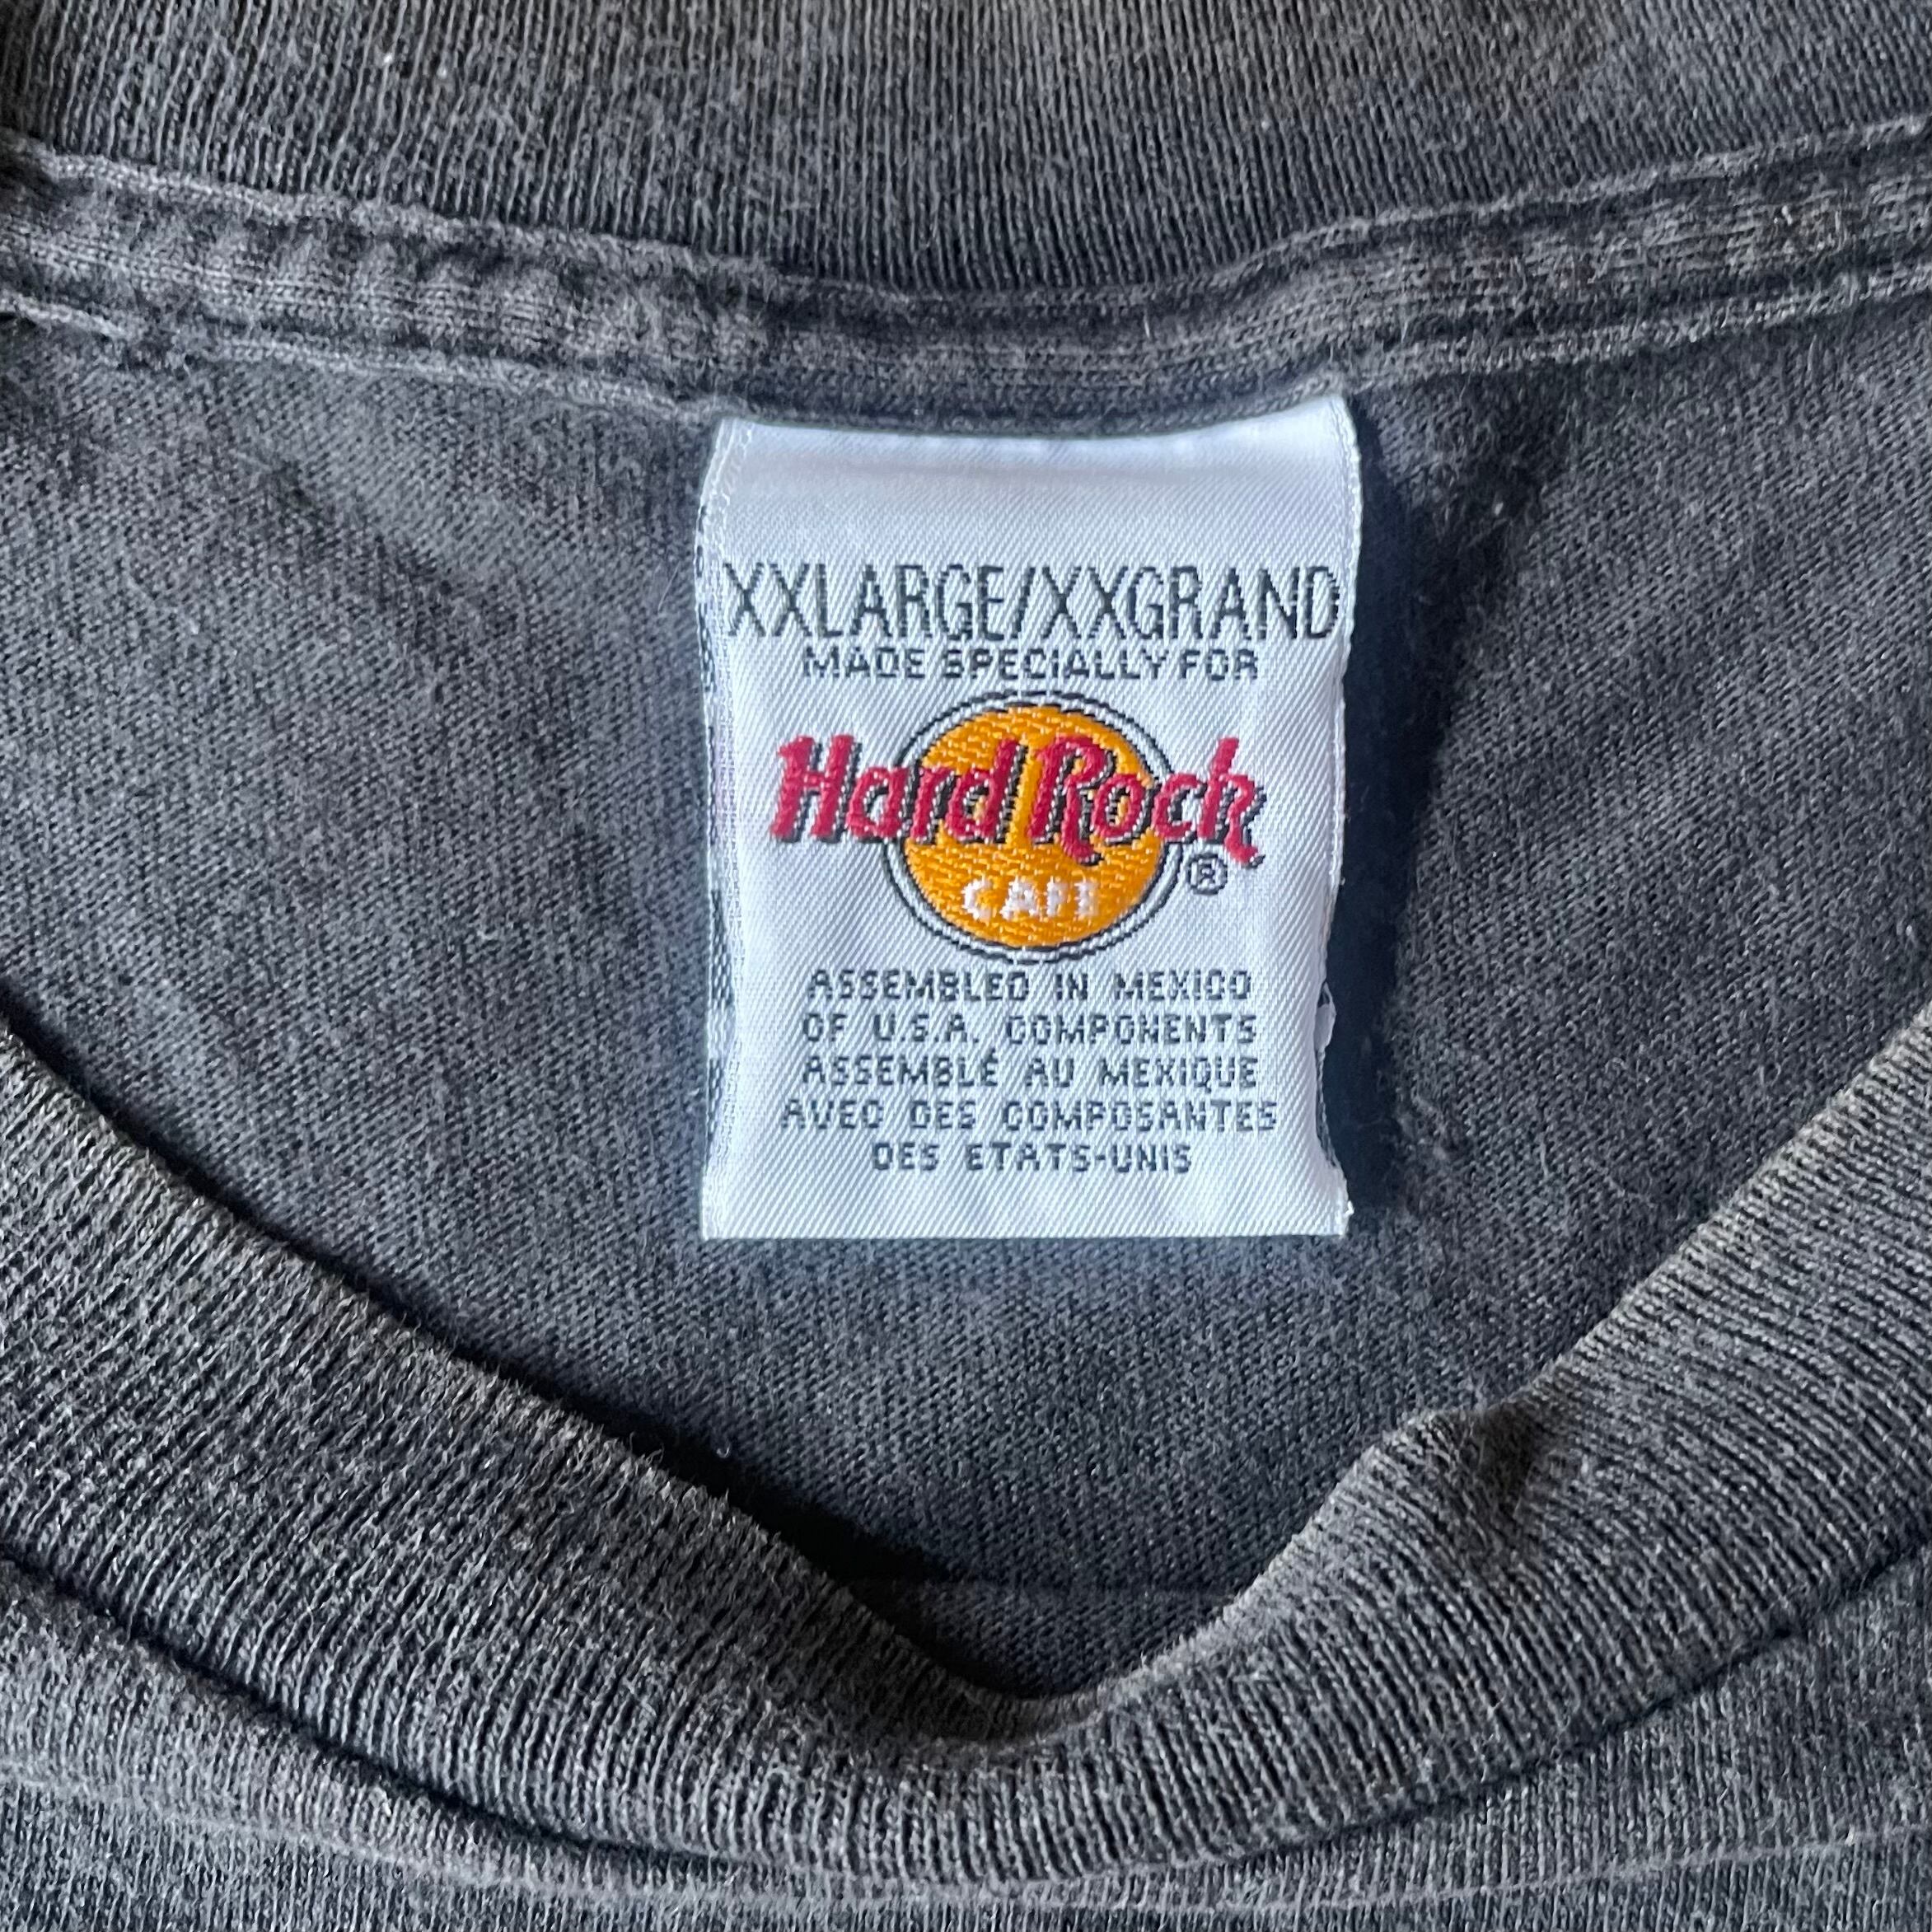 XXLARGE/XXGRAND
MADE SPECIALLY FOR
Hard Rock
CAFE
®
ASSEMBLED IN MEXICO
OF U.S.A. COMPONENTS
ASSEMBLÉ AU MEXIQUE
AVEC DES COMPOSANTES
DES ETATS-UNIS